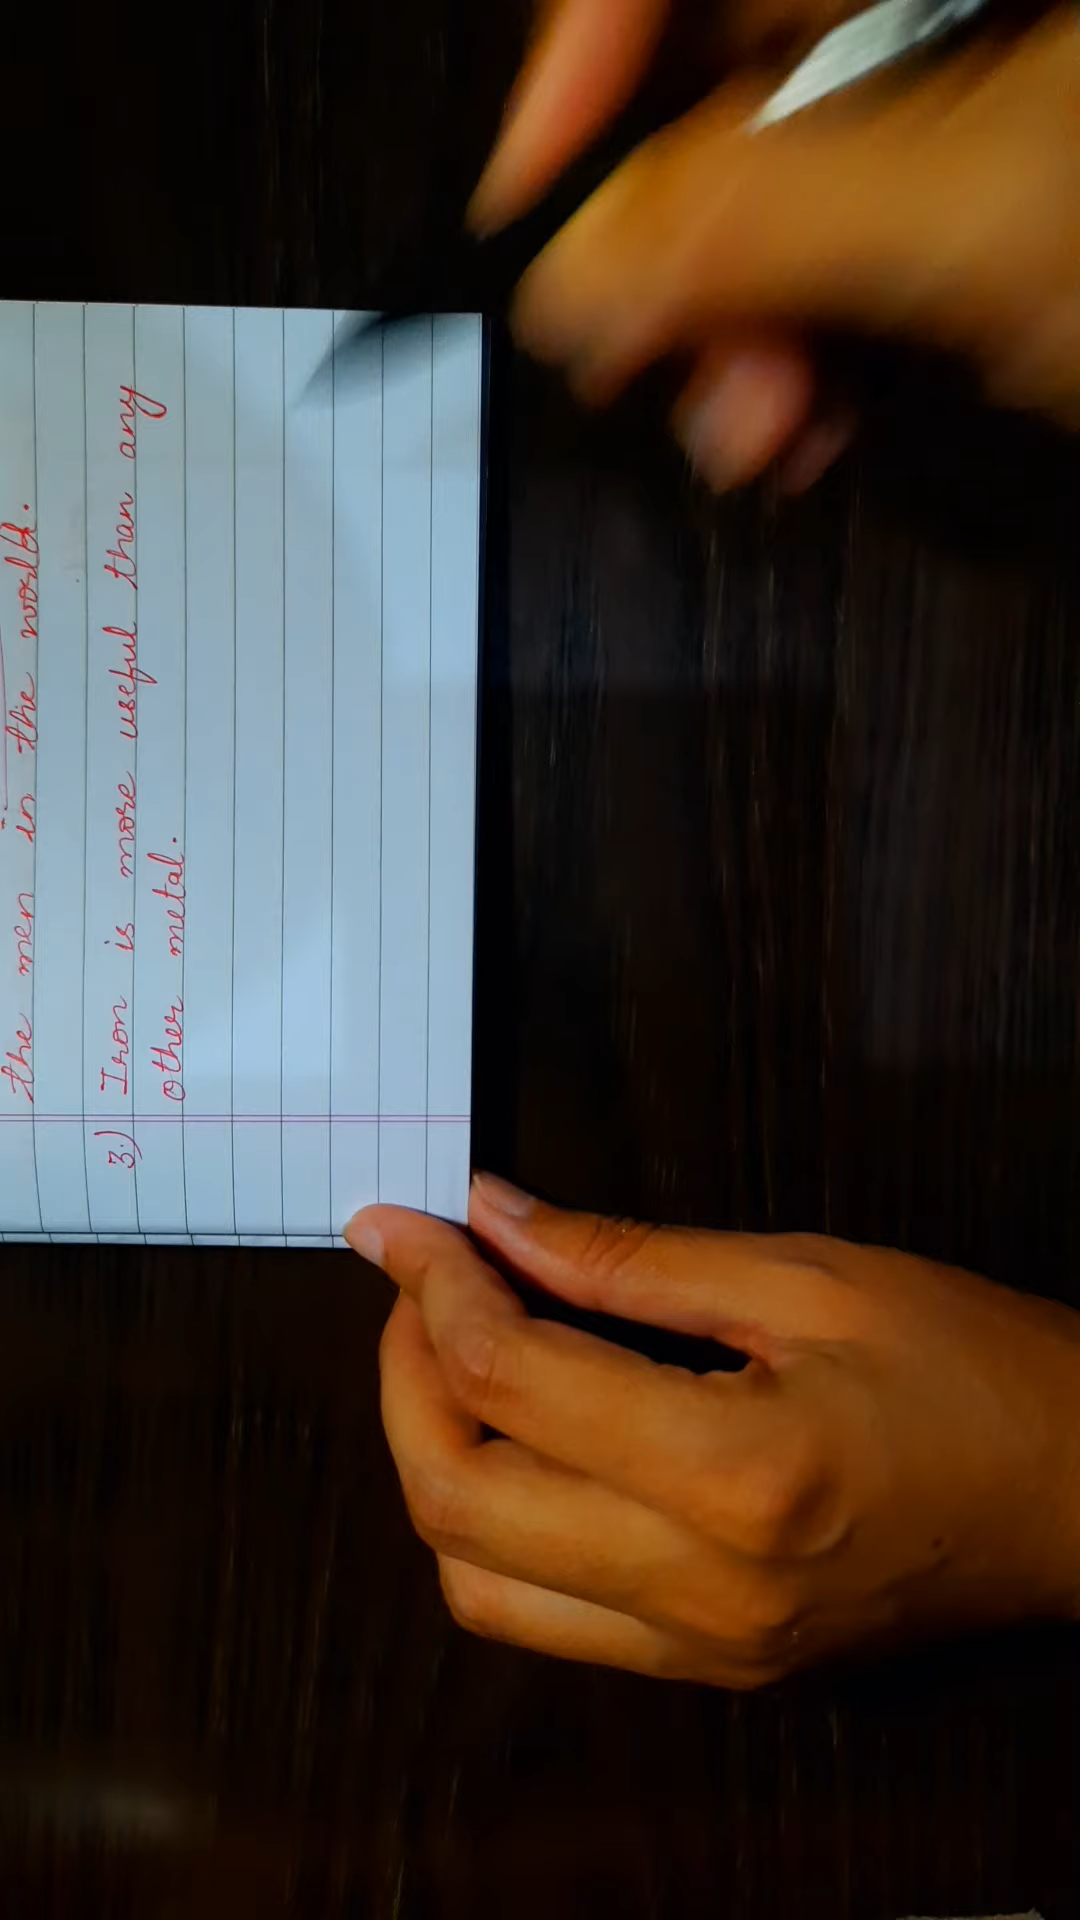 the men in the world.
3.) Iron is more useful than any
other metal.